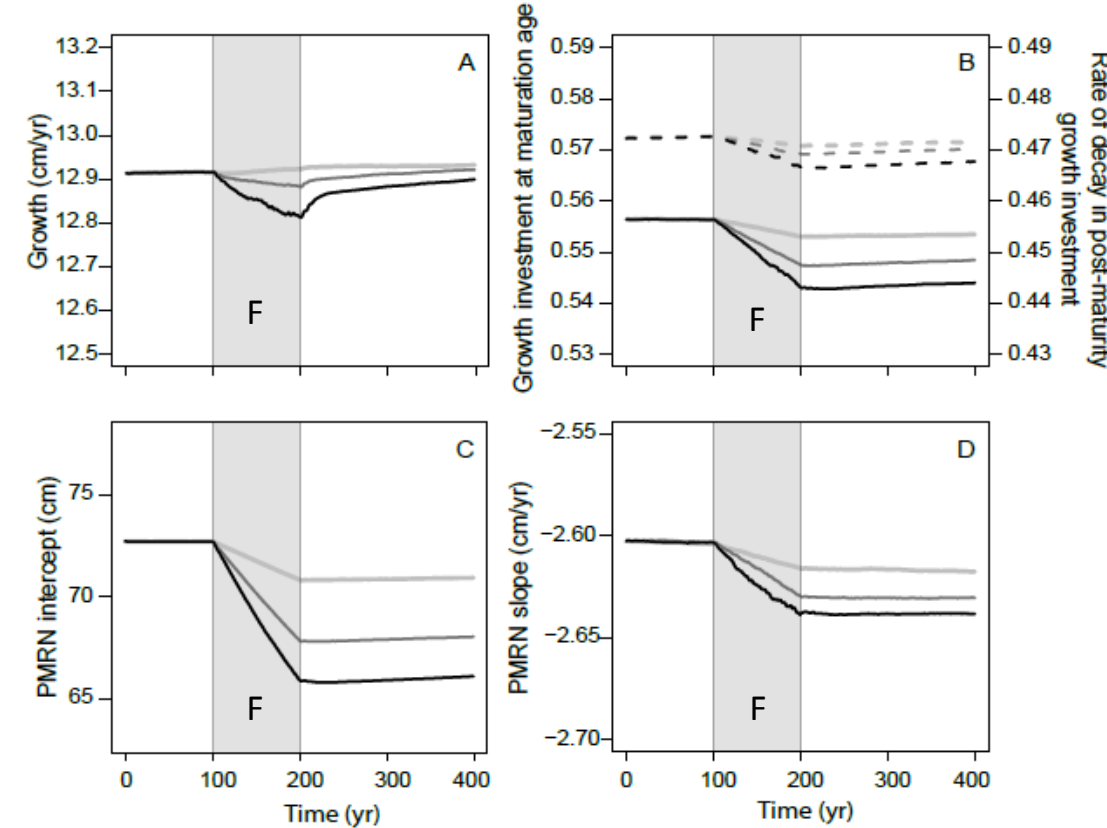 A
13.2
13.1
13.0
12.9
12.8
12.7
12.6
12.5
Growth (cm/yr)
F
B
0.59
0.58
0.57
0.56
0.55
0.54
0.53
Growth investment at maturation age
0.49
0.48
0.47
0.46
0.45
0.44
0.43
Rate of decay in post-maturity
growth investment
F
C
75
70
65
PMRN intercept (cm)
F
0 100 200 300 400
Time (yr)
D
−2.55
−2.60
−2.65
−2.70
PMRN slope (cm/yr)
F
0 100 200 300 400
Time (yr)